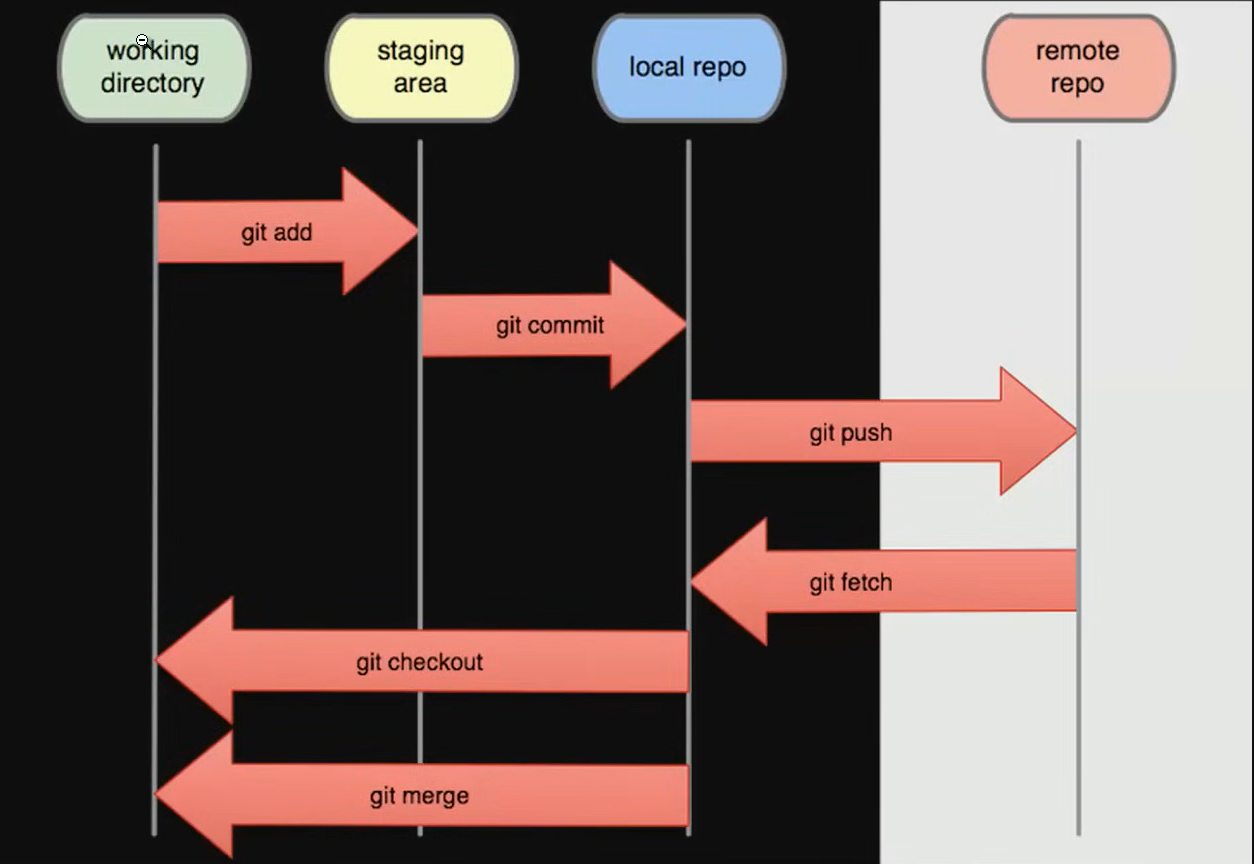 working
directory
staging
area
local repo
remote
repo
git add
git commit
git push
git fetch
git checkout
git merge